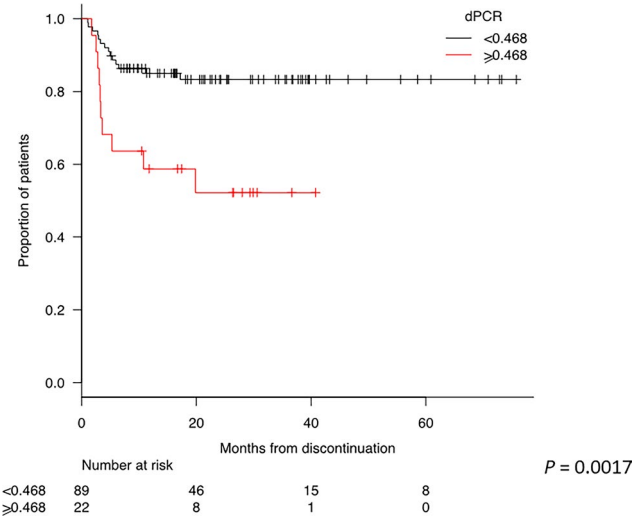 dPCR
<0.468
⩾0.468
1.0
0.8
0.6
0.4
0.2
0.0
Proportion of patients
0 20 40 60
Months from discontinuation
Number at risk
P = 0.0017
<0.468 89 46 15 8
⩾0.468 22 8 1 0